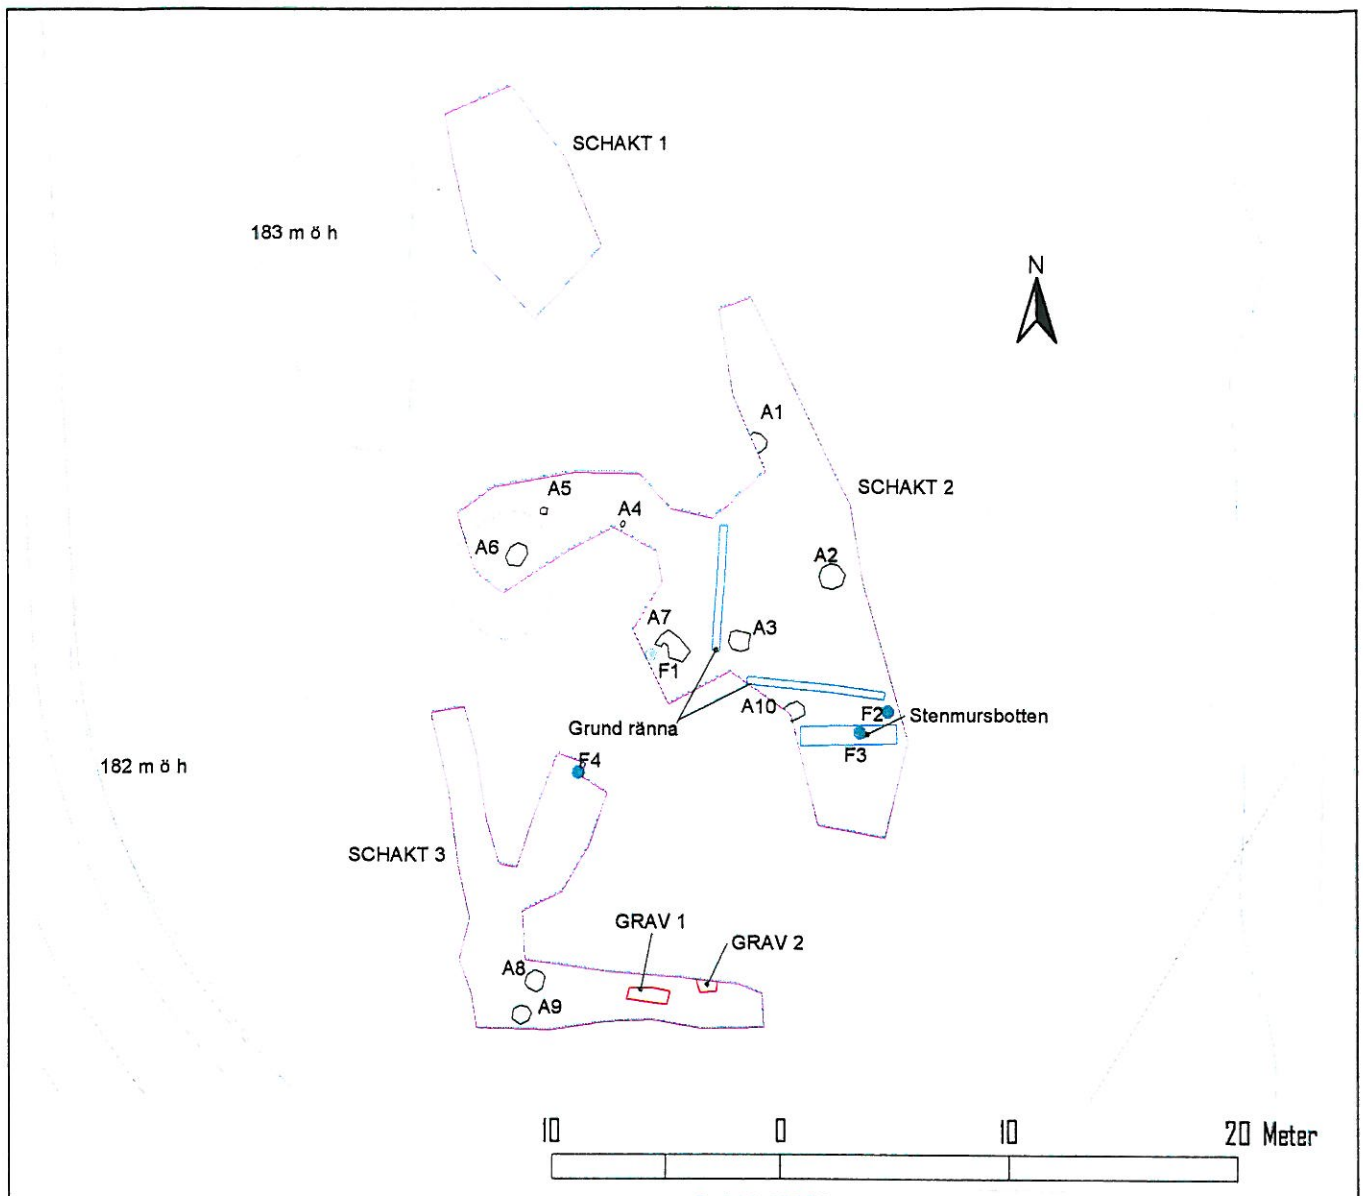 SCHAKT 1
183 m ö h
N
A1
SCHAKT 2
A5
A4
A6
A2
A7
A3
F1
A10
F2
Stenmursbotten
Grund ränna
F3
F4
182 m ö h
SCHAKT 3
GRAV 1
GRAV 2
A8
A9
10 0 10 20 Meter